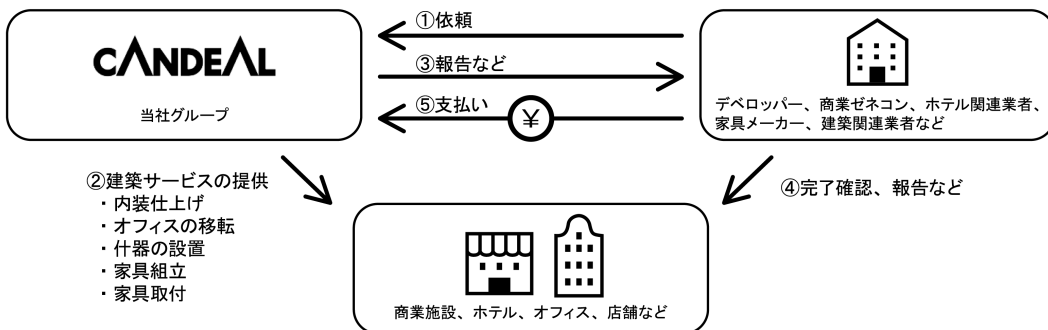 ①依頼
CANDEAL
当社グループ
③報告など
⑤支払い
¥
デベロッパー、商業ゼネコン、ホテル関連業者、
家具メーカー、建築関連業者など
②建築サービスの提供
・内装仕上げ
・オフィスの移転
・什器の設置
・家具組立
・家具取付
④完了確認、報告など
商業施設、ホテル、オフィス、店舗など